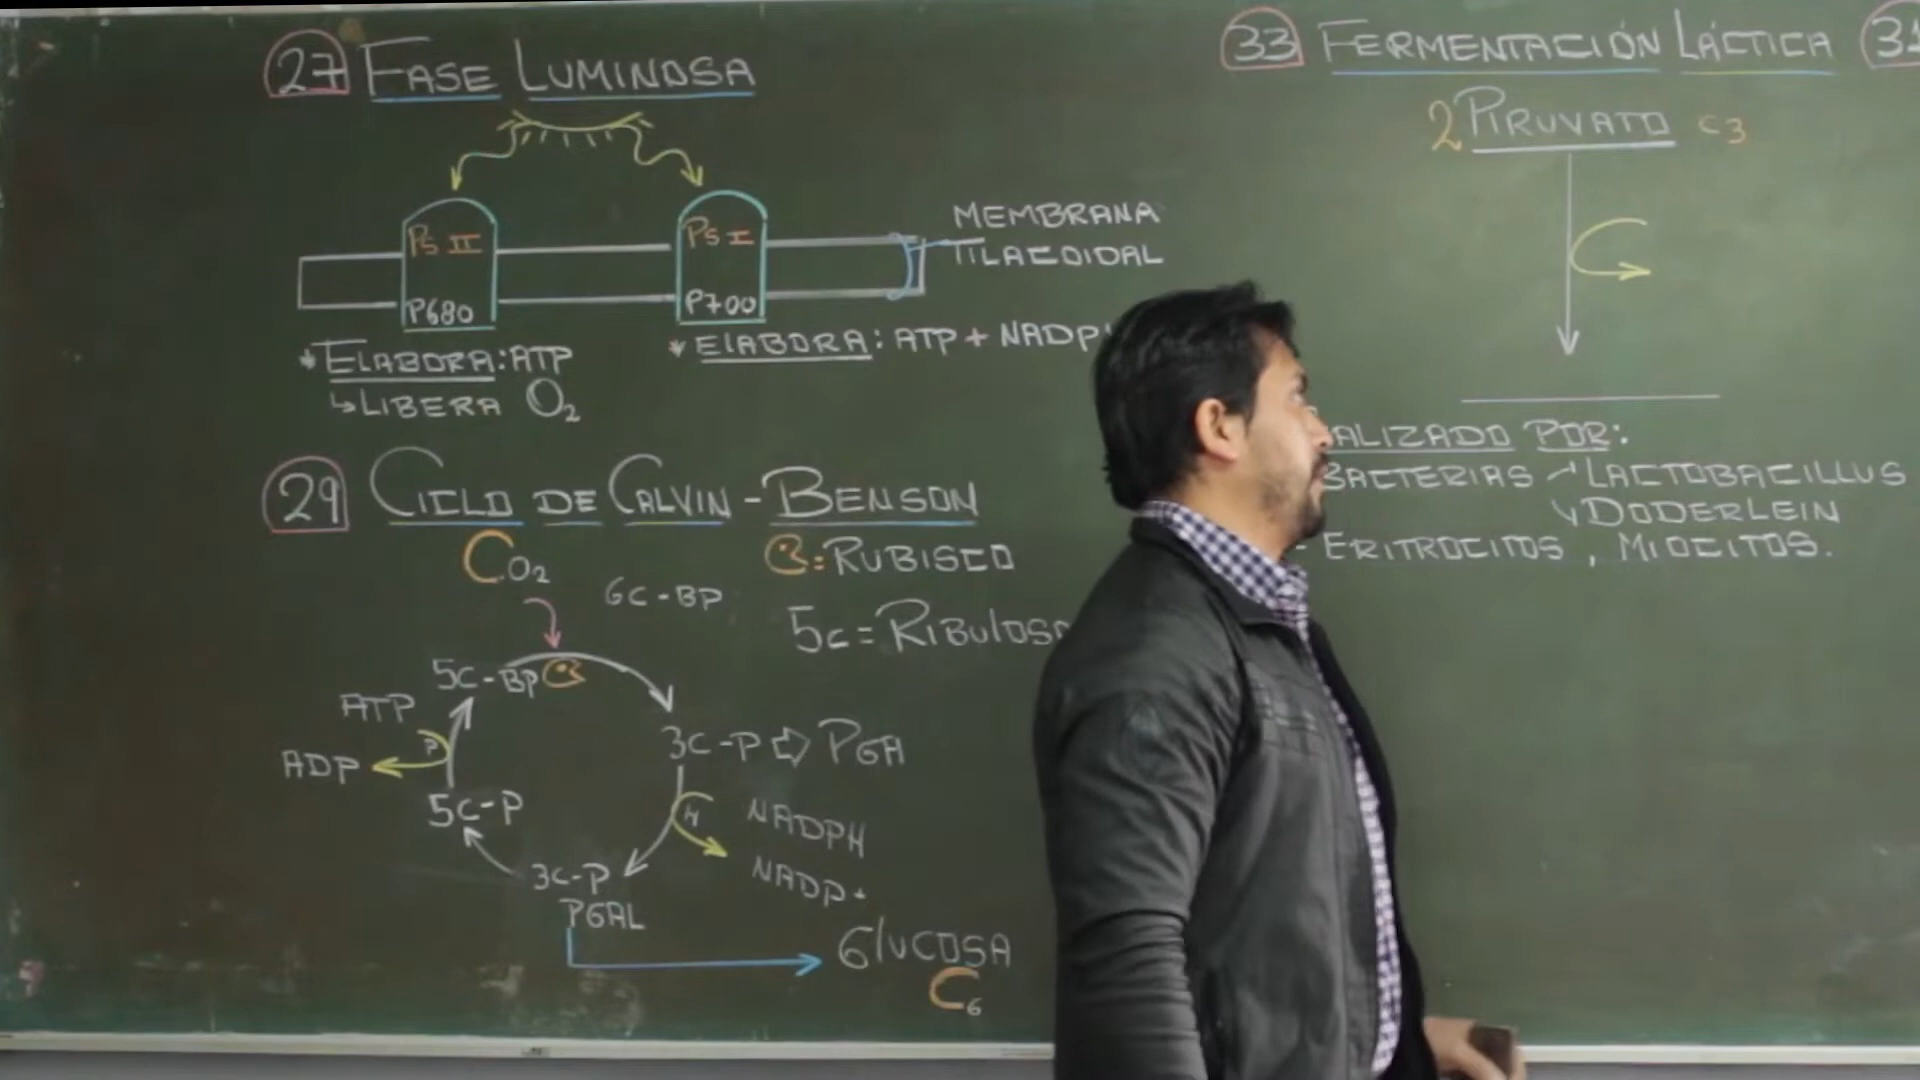 27 FASE LUMINOSA
PS II
PS I
P680
P700
MEMBRANA
TILACOIDAL
* ELABORA: ATP
↳ LIBERA O2
* ELABORA: ATP + NADP
29 CICLO DE CALVIN - BENSON
CO2
: RUBISCO
6C-BP
5C = RIBULOSA
5C-BP
ATP
P
ADP
3C-P ⇨ PGA
5C-P
H
NADPH
NADP+
3C-P
PGAL
GLUCOSA
C6
33 FERMENTACIÓN LÁCTICA
2 PIRUVATO C3
ALIZADO POR:
BACTERIAS LACTOBACILLUS
DODERLEIN
- ERITROCITOS, MIOCITOS.